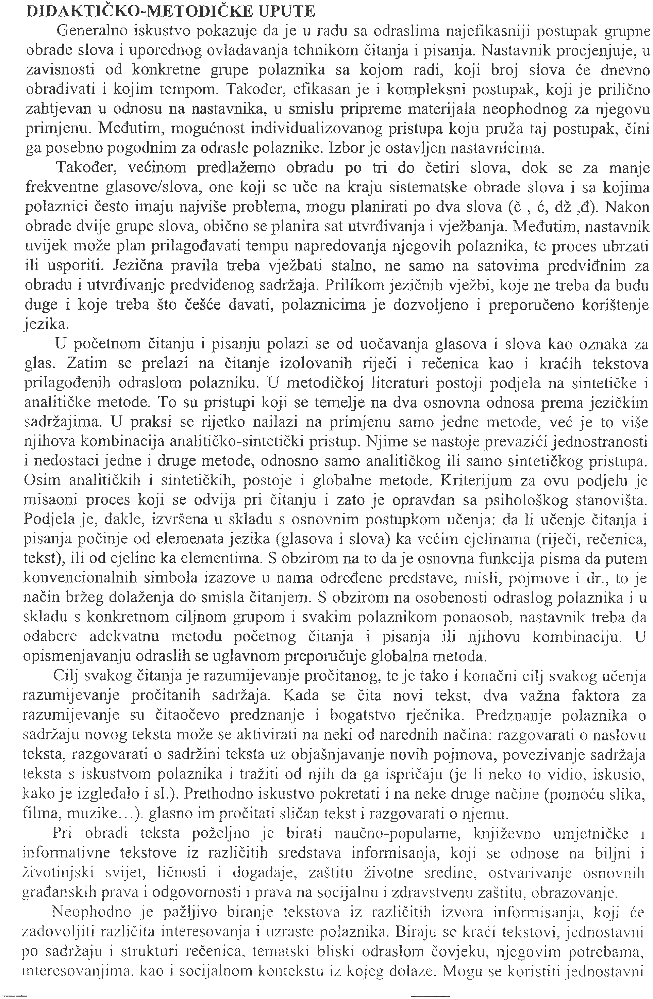 DIDAKTIČKO-METODIČKE UPUTE
Generalno iskustvo pokazuje da je u radu sa odraslima najefikasniji postupak grupne
obrade slova i uporednog ovladavanja tehnikom čitanja i pisanja. Nastavnik procjenjuje, u
zavisnosti od konkretne grupe polaznika sa kojom radi, koji broj slova će dnevno
obrađivati i kojim tempom. Također, efikasan je i kompleksni postupak, koji je prilično
zahtjevan u odnosu na nastavnika, u smislu pripreme materijala neophodnog za njegovu
primjenu. Međutim, mogućnost individualizovanog pristupa koju pruža taj postupak, čini
ga posebno pogodnim za odrasle polaznike. Izbor je ostavljen nastavnicima.
Također, većinom predlažemo obradu po tri do četiri slova, dok se za manje
frekventne glasove/slova, one koji se uče na kraju sistematske obrade slova i sa kojima
polaznici često imaju najviše problema, mogu planirati po dva slova (č , ć, dž ,đ). Nakon
obrade dvije grupe slova, obično se planira sat utvrđivanja i vježbanja. Međutim, nastavnik
uvijek može plan prilagođavati tempu napredovanja njegovih polaznika, te proces ubrzati
ili usporiti. Jezična pravila treba vježbati stalno, ne samo na satovima predviđnim za
obradu i utvrđivanje predviđenog sadržaja. Prilikom jezičnih vježbi, koje ne treba da budu
duge i koje treba što češće davati, polaznicima je dozvoljeno i preporučeno korištenje
jezika.
U početnom čitanju i pisanju polazi se od uočavanja glasova i slova kao oznaka za
glas. Zatim se prelazi na čitanje izolovanih riječi i rečenica kao i kraćih tekstova
prilagođenih odraslom polazniku. U metodičkoj literaturi postoji podjela na sintetičke i
analitičke metode. To su pristupi koji se temelje na dva osnovna odnosa prema jezičkim
sadržajima. U praksi se rijetko nailazi na primjenu samo jedne metode, već je to više
njihova kombinacija analitičko-sintetički pristup. Njime se nastoje prevazići jednostranosti
i nedostaci jedne i druge metode, odnosno samo analitičkog ili samo sintetičkog pristupa.
Osim analitičkih i sintetičkih, postoje i globalne metode. Kriterijum za ovu podjelu je
misaoni proces koji se odvija pri čitanju i zato je opravdan sa psihološkog stanovišta.
Podjela je, dakle, izvršena u skladu s osnovnim postupkom učenja: da li učenje čitanja i
pisanja počinje od elemenata jezika (glasova i slova) ka većim cjelinama (riječi, rečenica,
tekst), ili od cjeline ka elementima. S obzirom na to da je osnovna funkcija pisma da putem
konvencionalnih simbola izazove u nama određene predstave, misli, pojmove i dr., to je
način bržeg dolaženja do smisla čitanjem. S obzirom na osobenosti odraslog polaznika i u
skladu s konkretnom ciljnom grupom i svakim polaznikom ponaosob, nastavnik treba da
odabere adekvatnu metodu početnog čitanja i pisanja ili njihovu kombinaciju. U
opismenjavanju odraslih se uglavnom preporučuje globalna metoda.
Cilj svakog čitanja je razumijevanje pročitanog, te je tako i konačni cilj svakog učenja
razumijevanje pročitanih sadržaja. Kada se čita novi tekst, dva važna faktora za
razumijevanje su čitaočevo predznanje i bogatstvo rječnika. Predznanje polaznika o
sadržaju novog teksta može se aktivirati na neki od narednih načina: razgovarati o naslovu
teksta, razgovarati o sadržini teksta uz objašnjavanje novih pojmova, povezivanje sadržaja
teksta s iskustvom polaznika i tražiti od njih da ga ispričaju (je li neko to vidio, iskusio,
kako je izgledalo i sl.). Prethodno iskustvo pokretati i na neke druge načine (pomoću slika,
filma, muzike...). glasno im pročitati sličan tekst i razgovarati o njemu.
Pri obradi teksta poželjno je birati naučno-popularne, književno umjetničke i
informativne tekstove iz različitih sredstava informisanja, koji se odnose na biljni i
životinjski svijet, ličnosti i događaje, zaštitu životne sredine, ostvarivanje osnovnih
građanskih prava i odgovornosti i prava na socijalnu i zdravstvenu zaštitu, obrazovanje.
Neophodno je pažljivo biranje tekstova iz različitih izvora informisanja, koji će
zadovoljiti različita interesovanja i uzraste polaznika. Biraju se kraći tekstovi, jednostavni
po sadržaju i strukturi rečenica, tematski bliski odraslom čovjeku, njegovim potrebama,
interesovanjima, kao i socijalnom kontekstu iz kojeg dolaze. Mogu se koristiti jednostavni